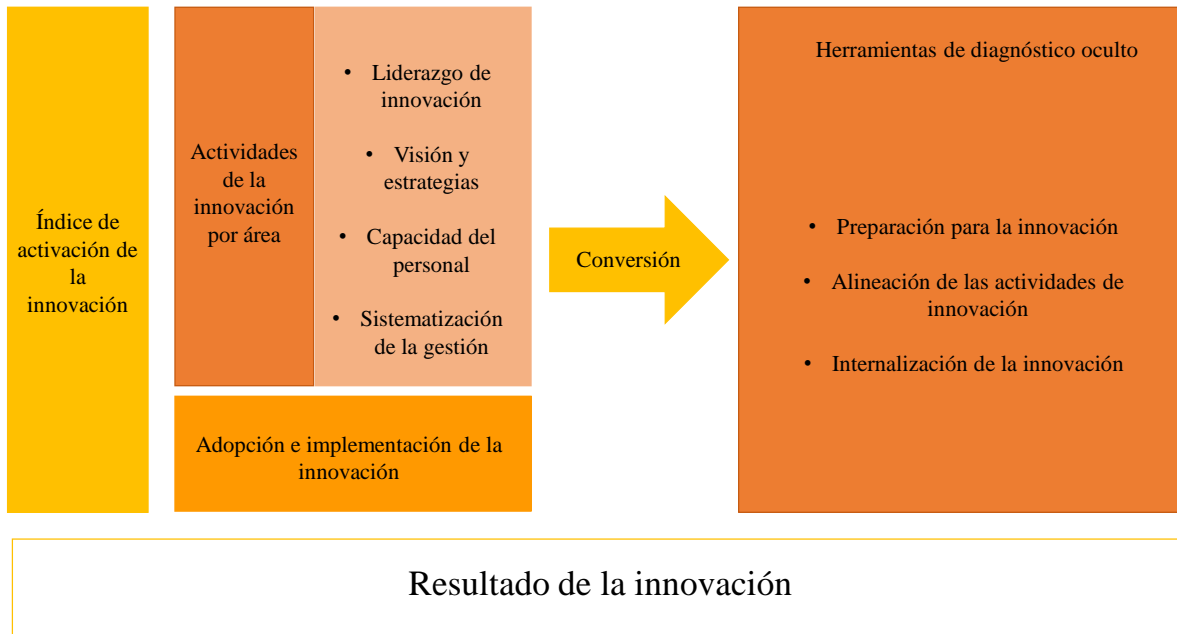 Índice de
activación de
la
innovación
Actividades
de la
innovación
por área
• Liderazgo de
innovación
• Visión y
estrategias
• Capacidad del
personal
• Sistematización
de la gestión
Adopción e implementación de la
innovación
Conversión
Herramientas de diagnóstico oculto
• Preparación para la innovación
• Alineación de las actividades de
innovación
• Internalización de la innovación
Resultado de la innovación